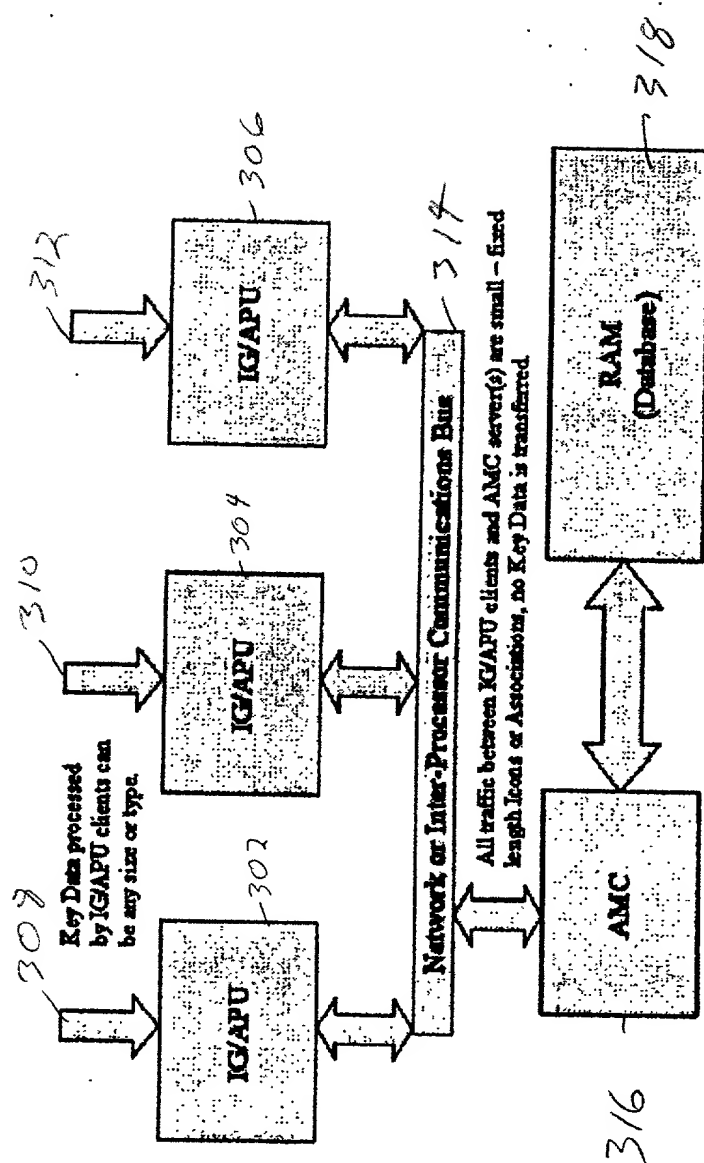 308
310
312
Key Data processed
by IG/APU clients can
be any size or type.
IG/APU
302
IG/APU
304
IG/APU
306
Network or Inter-Processor Communications Bus
314
All traffic between IG/APU clients and AMC server(s) are small – fixed
length Icons or Associations, no Key Data is transferred.
316
AMC
RAM
(Database)
318